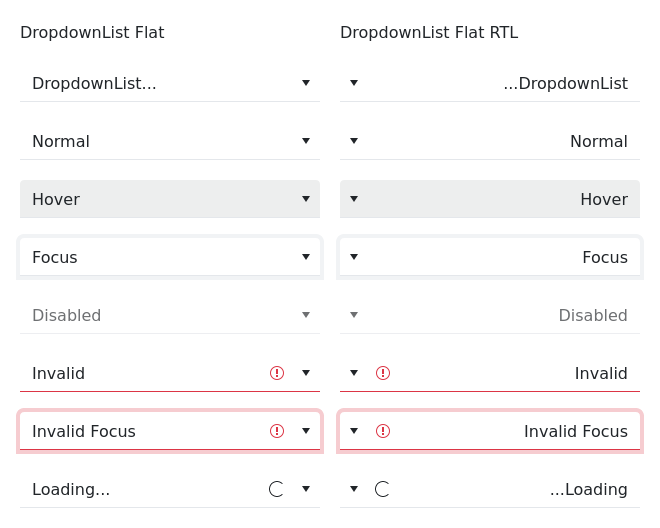 DropdownList Flat
DropdownList Flat RTL
DropdownList...
...DropdownList
Normal
Normal
Hover
Hover
Focus
Focus
Disabled
Disabled
Invalid
Invalid
Invalid Focus
Invalid Focus
Loading...
...Loading